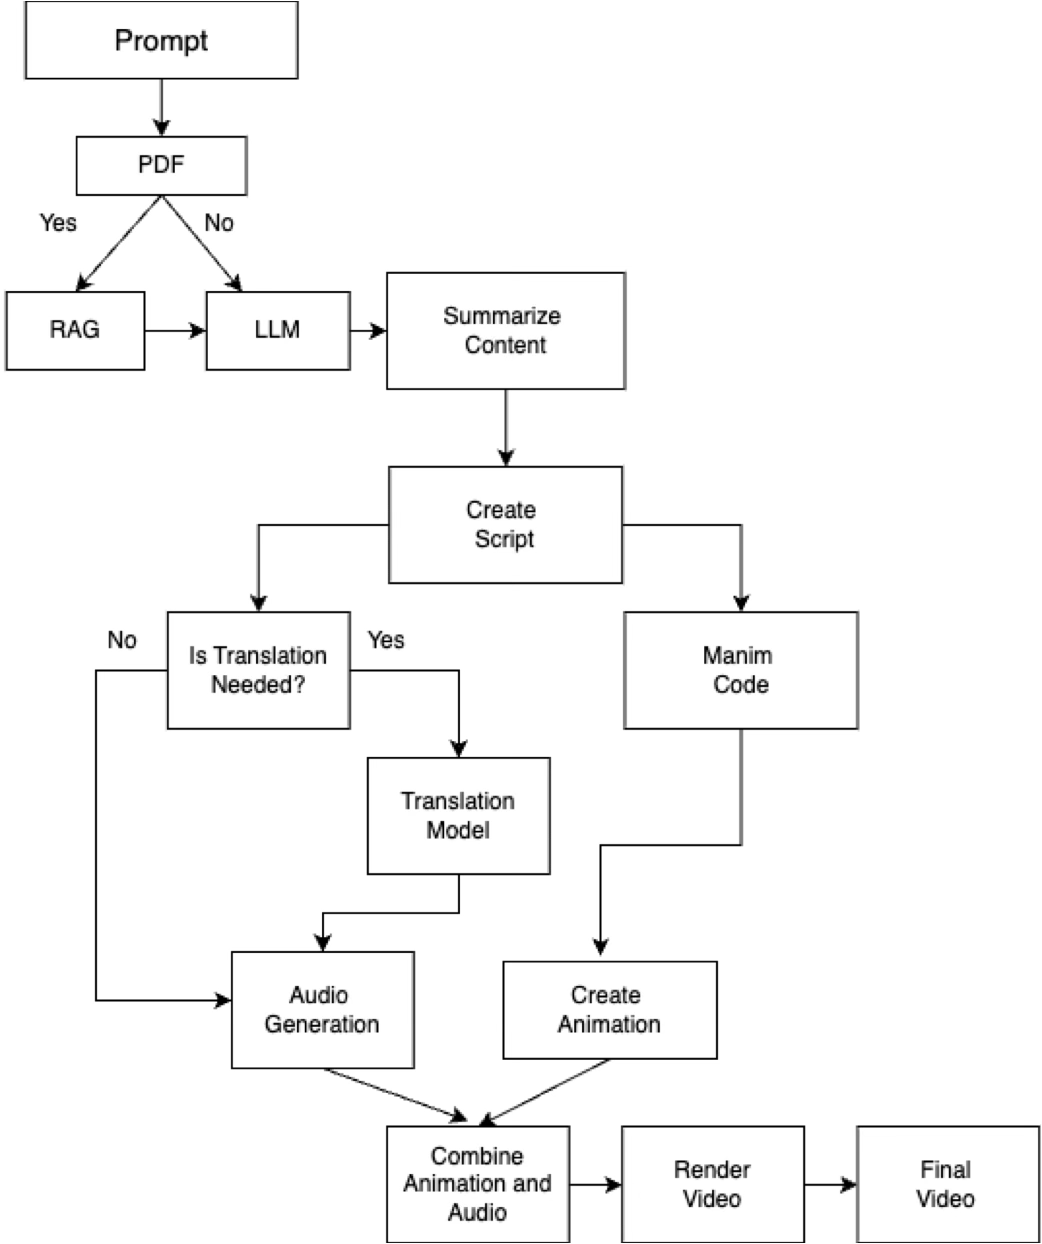 Prompt
PDF
Yes
No
RAG
LLM
Summarize
Content
Create
Script
No
Is Translation
Needed?
Yes
Manim
Code
Translation
Model
Audio
Generation
Create
Animation
Combine
Animation and
Audio
Render
Video
Final
Video